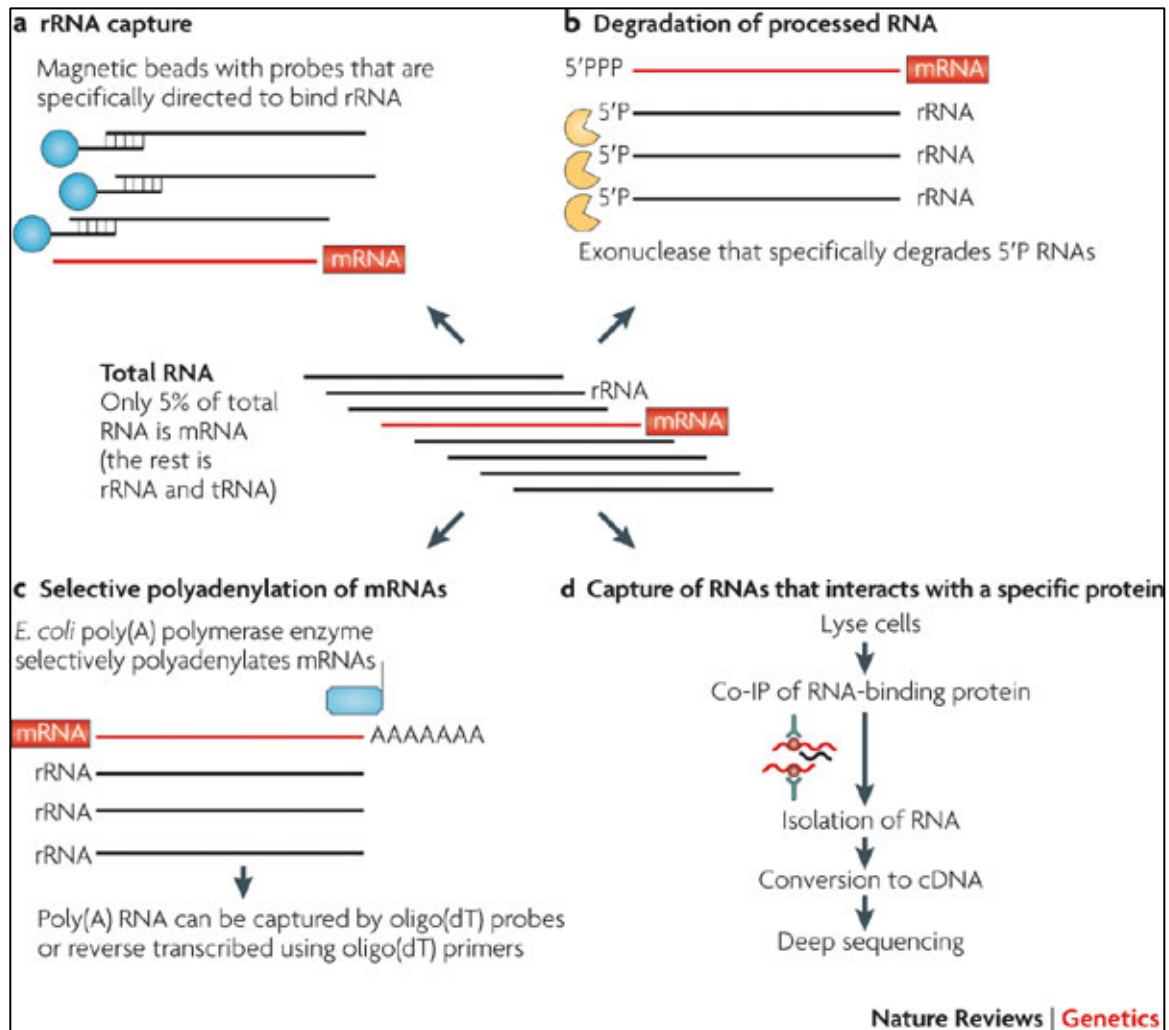 a rRNA capture
Magnetic beads with probes that are
specifically directed to bind rRNA
mRNA
b Degradation of processed RNA
5′PPP mRNA
5′P rRNA
5′P rRNA
5′P rRNA
Exonuclease that specifically degrades 5′P RNAs
Total RNA
Only 5% of total
RNA is mRNA
(the rest is
rRNA and tRNA)
rRNA
mRNA
c Selective polyadenylation of mRNAs
E. coli poly(A) polymerase enzyme
selectively polyadenylates mRNAs
mRNA AAAAAAA
rRNA
rRNA
rRNA
Poly(A) RNA can be captured by oligo(dT) probes
or reverse transcribed using oligo(dT) primers
d Capture of RNAs that interacts with a specific protein
Lyse cells
Co-IP of RNA-binding protein
Isolation of RNA
Conversion to cDNA
Deep sequencing
Nature Reviews | Genetics